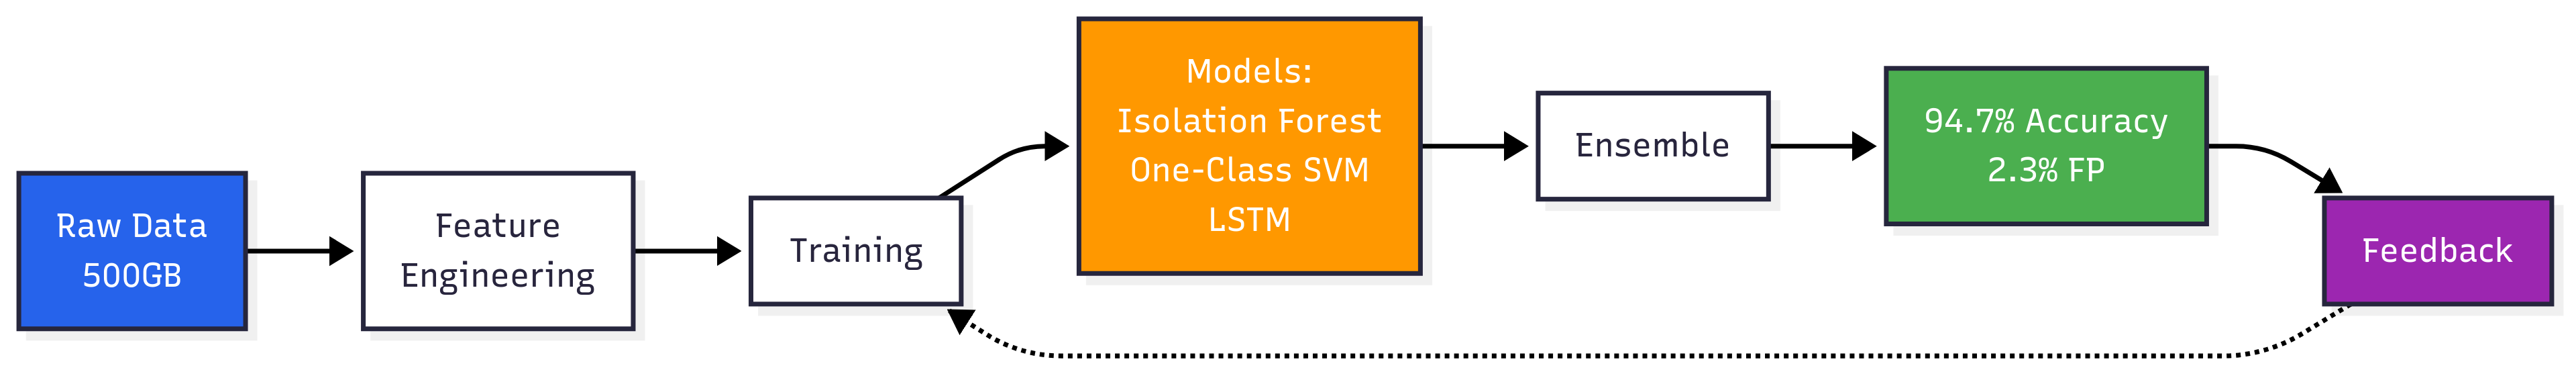 Raw Data
500GB
Feature
Engineering
Training
Models:
Isolation Forest
One-Class SVM
LSTM
Ensemble
94.7% Accuracy
2.3% FP
Feedback